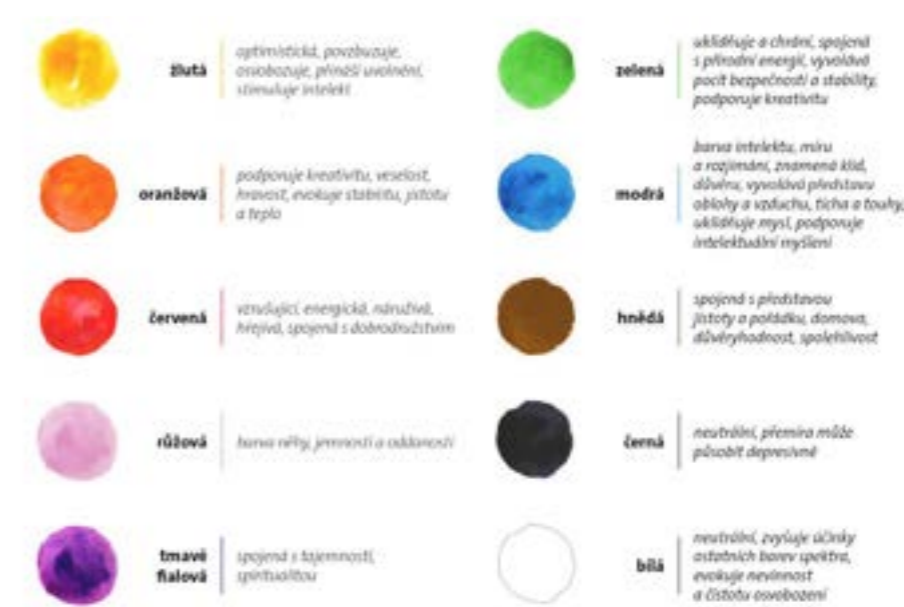 žlutá
optimistická, povzbuzuje,
osvobozuje, přináší uvolnění,
stimuluje intelekt
oranžová
podporuje kreativitu, veselost,
hravost, evokuje stabilitu, jistotu
a teplo
červená
vzrušující, energická, náruživá,
hřejivá, spojená s dobrodružstvím
růžová
barva něhy, jemnosti a oddanosti
tmavě
fialová
spojená s tajemností,
spiritualitou
zelená
uklidňuje a chrání, spojená
s přírodní energií, vyvolává
pocit bezpečnosti a stability,
podporuje kreativitu
modrá
barva intelektu, míru
a rozjímání, znamená klid,
důvěru, vyvolává představu
oblohy a vzduchu, ticha a touhy,
uklidňuje mysl, podporuje
intelektuální myšlení
hnědá
spojená s představou
jistoty a pořádku, domova,
důvěryhodnost, spolehlivost
černá
neutrální, přemíra může
působit depresivně
bílá
neutrální, zvyšuje účinky
ostatních barev spektra,
evokuje nevinnost
a čistotu osvobození